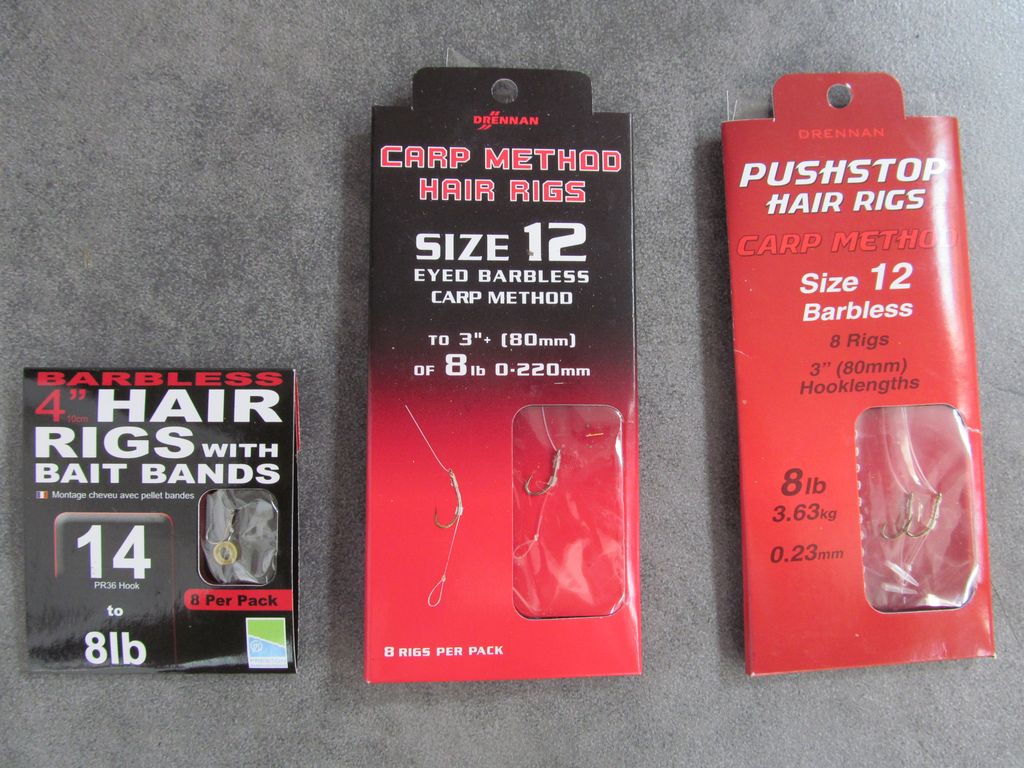 BARBLESS
4" 10cm HAIR
RIGS WITH
BAIT BANDS
Montage cheveu avec pellet bandes
14
PR36 Hook
to
8lb
8 Per Pack
DRENNAN
CARP METHOD
HAIR RIGS
SIZE 12
EYED BARBLESS
CARP METHOD
TO 3"+ (80mm)
OF 8lb 0·220mm
8 RIGS PER PACK
DRENNAN
PUSHSTOP
HAIR RIGS
CARP METHOD
Size 12
Barbless
8 Rigs
3" (80mm)
Hooklengths
8lb
3.63kg
0.23mm